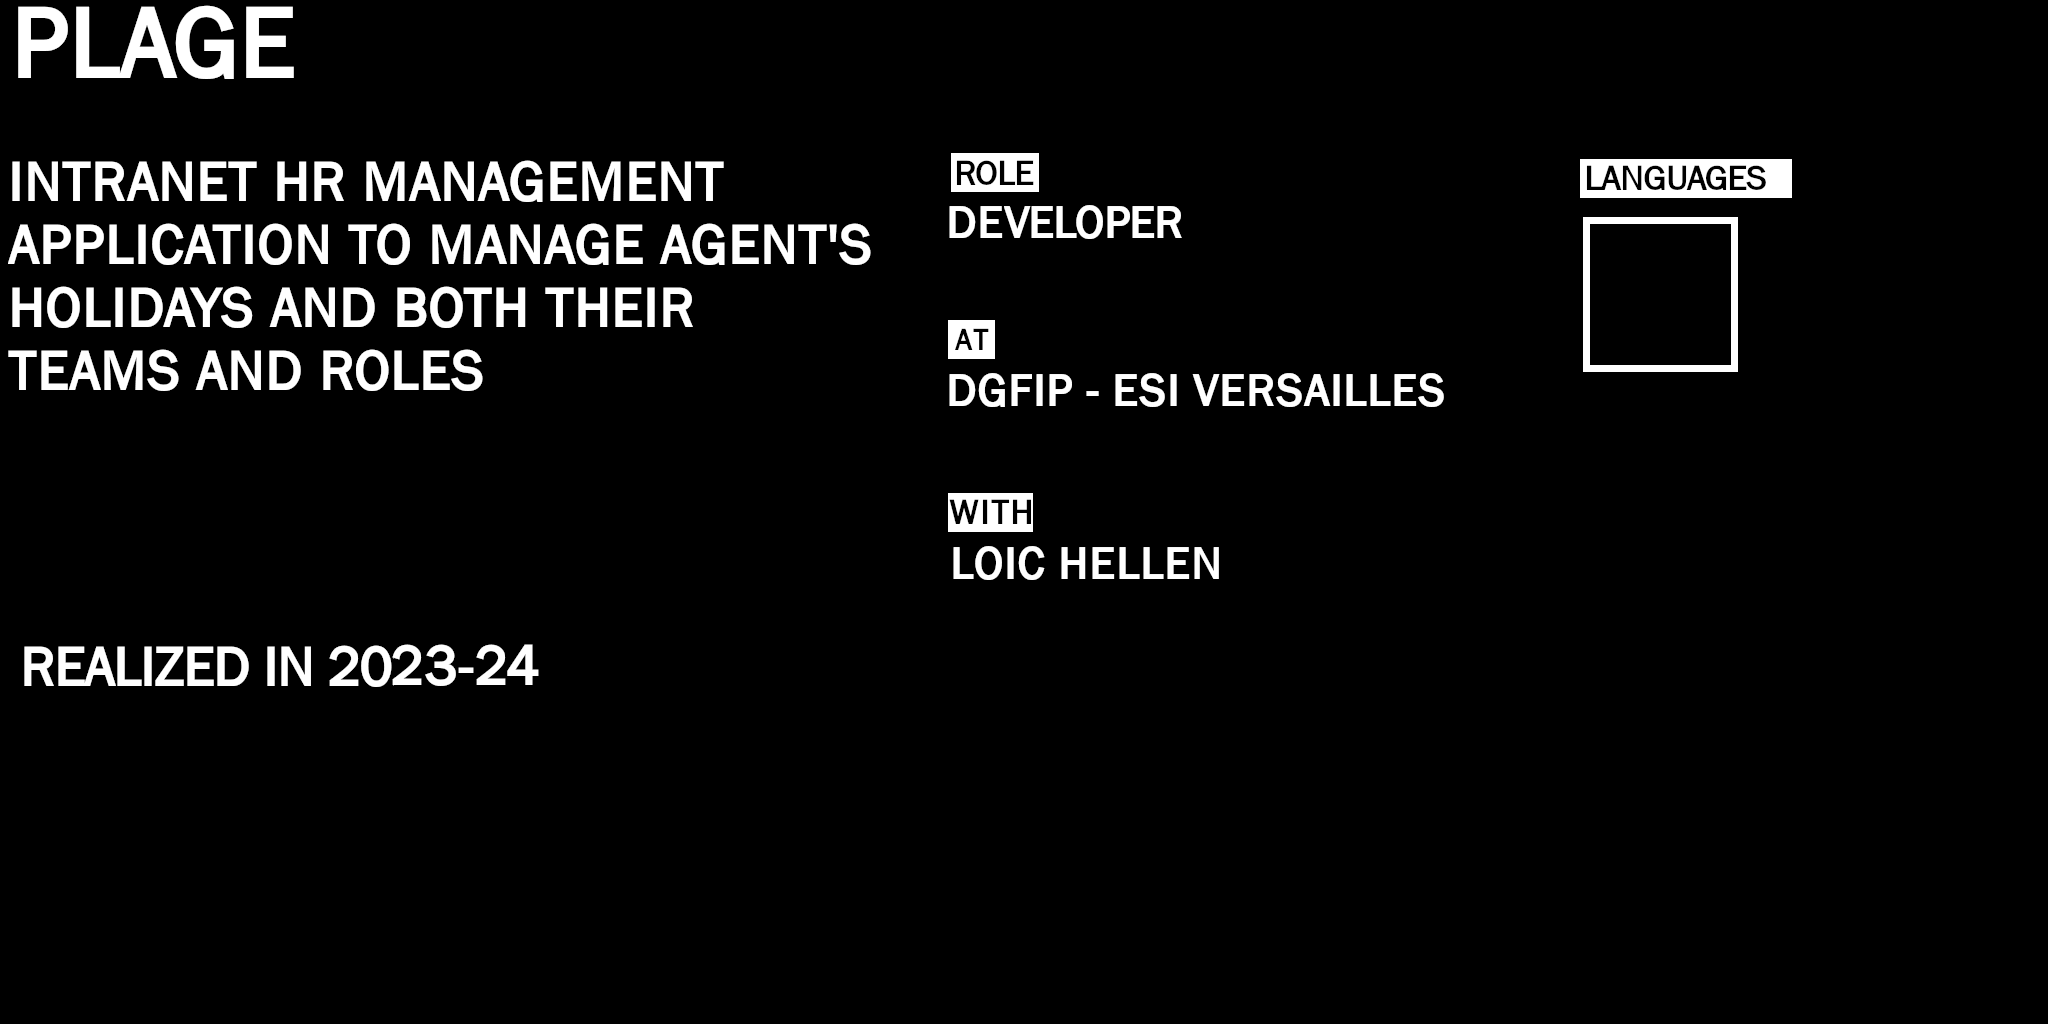 PLAGE
INTRANET HR MANAGEMENT
APPLICATION TO MANAGE AGENT'S
HOLIDAYS AND BOTH THEIR
TEAMS AND ROLES
REALIZED IN 2023-24
ROLE
DEVELOPER
AT
DGFIP - ESI VERSAILLES
WITH
LOIC HELLEN
LANGUAGES